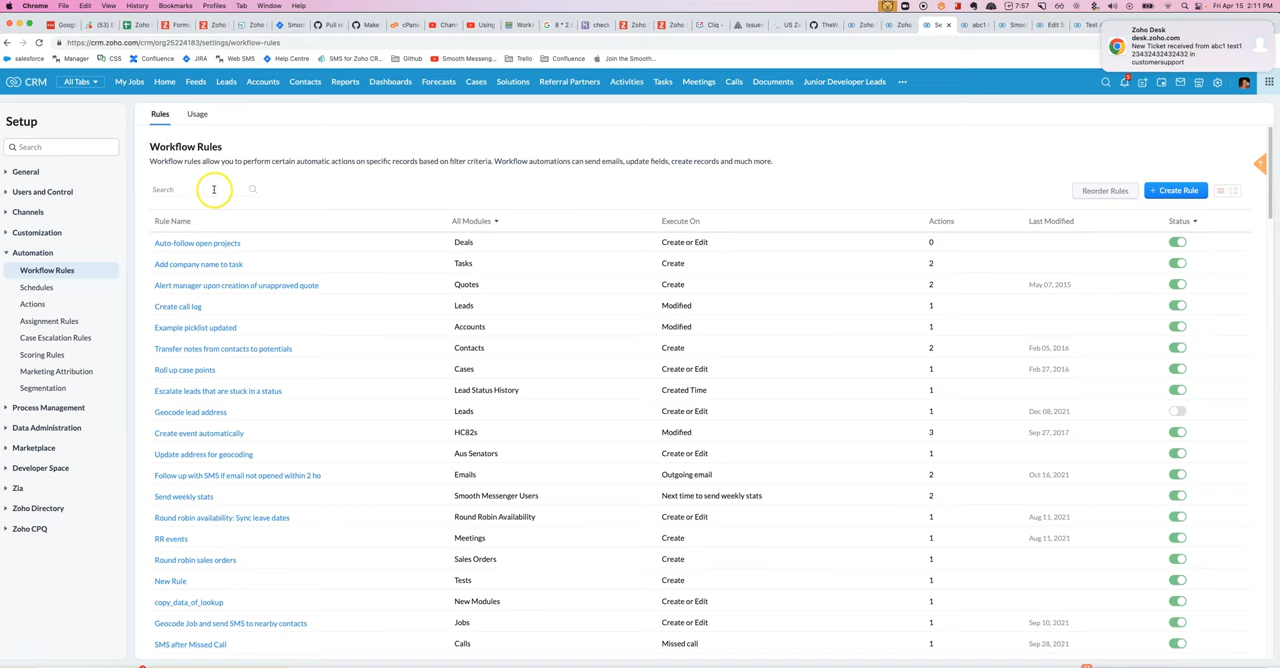 Chrome File Edit View History Bookmarks Profiles Tab Window Help
7:57 Fri Apr 15 2:11 PM
https://crm.zoho.com/crm/org25224183/settings/workflow-rules
Zoho Desk
desk.zoho.com
New Ticket received from abc1 test1
23432432432432 in
customersupport
salesforce Manager CSS Confluence JIRA Web SMS Help Centre SMS for Zoho CR... Github Smooth Messeng... Trello Confluence Join the Smooth...
CRM All Tabs My Jobs Home Feeds Leads Accounts Contacts Reports Dashboards Forecasts Cases Solutions Referral Partners Activities Tasks Meetings Calls Documents Junior Developer Leads
Setup
Search
General
Users and Control
Channels
Customization
Automation
Workflow Rules
Schedules
Actions
Assignment Rules
Case Escalation Rules
Scoring Rules
Marketing Attribution
Segmentation
Process Management
Data Administration
Marketplace
Developer Space
Zia
Zoho Directory
Zoho CPQ
Rules Usage
Workflow Rules
Workflow rules allow you to perform certain automatic actions on specific records based on filter criteria. Workflow automations can send emails, update fields, create records and much more.
Search
Reorder Rules + Create Rule
Rule Name All Modules Execute On Actions Last Modified Status
Auto-follow open projects Deals Create or Edit 0
Add company name to task Tasks Create 2
Alert manager upon creation of unapproved quote Quotes Create 2 May 07, 2015
Create call log Leads Modified 1
Example picklist updated Accounts Modified 1
Transfer notes from contacts to potentials Contacts Create 2 Feb 05, 2016
Roll up case points Cases Create or Edit 1 Feb 27, 2016
Escalate leads that are stuck in a status Lead Status History Created Time 1
Geocode lead address Leads Create or Edit 1 Dec 08, 2021
Create event automatically HC82s Modified 3 Sep 27, 2017
Update address for geocoding Aus Senators Create or Edit 1
Follow up with SMS if email not opened within 2 ho Emails Outgoing email 2 Oct 16, 2021
Send weekly stats Smooth Messenger Users Next time to send weekly stats 2
Round robin availability: Sync leave dates Round Robin Availability Create or Edit 1 Aug 11, 2021
RR events Meetings Create 1 Aug 11, 2021
Round robin sales orders Sales Orders Create 1
New Rule Tests Create 1
copy_data_of_lookup New Modules Create or Edit 1
Geocode Job and send SMS to nearby contacts Jobs Create or Edit 1 Sep 10, 2021
SMS after Missed Call Calls Missed call 1 Sep 28, 2021